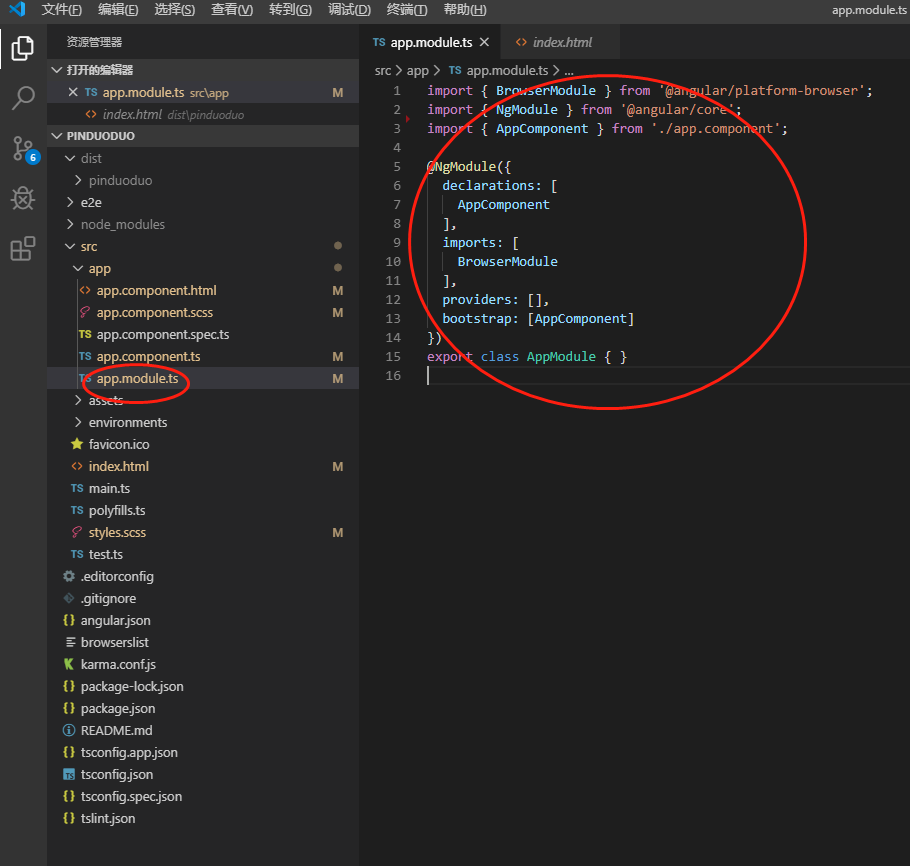 文件(F) 编辑(E) 选择(S) 查看(V) 转到(G) 调试(D) 终端(T) 帮助(H) app.module.ts
资源管理器
打开的编辑器
TS app.module.ts src\app M
<> index.html dist\pinduoduo
PINDUODUO
dist
pinduoduo
e2e
node_modules
src
app
<> app.component.html M
app.component.scss M
TS app.component.spec.ts
TS app.component.ts M
TS app.module.ts M
assets
environments
favicon.ico
<> index.html M
TS main.ts
TS polyfills.ts
styles.scss M
TS test.ts
.editorconfig
.gitignore
{} angular.json
browserslist
karma.conf.js
{} package-lock.json
{} package.json
README.md
{} tsconfig.app.json
TS tsconfig.json
{} tsconfig.spec.json
{} tslint.json
6
TS app.module.ts <> index.html
src > app > TS app.module.ts > ...
1 import { BrowserModule } from '@angular/platform-browser';
2 import { NgModule } from '@angular/core';
3 import { AppComponent } from './app.component';
4
5 @NgModule({
6 declarations: [
7 AppComponent
8 ],
9 imports: [
10 BrowserModule
11 ],
12 providers: [],
13 bootstrap: [AppComponent]
14 })
15 export class AppModule { }
16